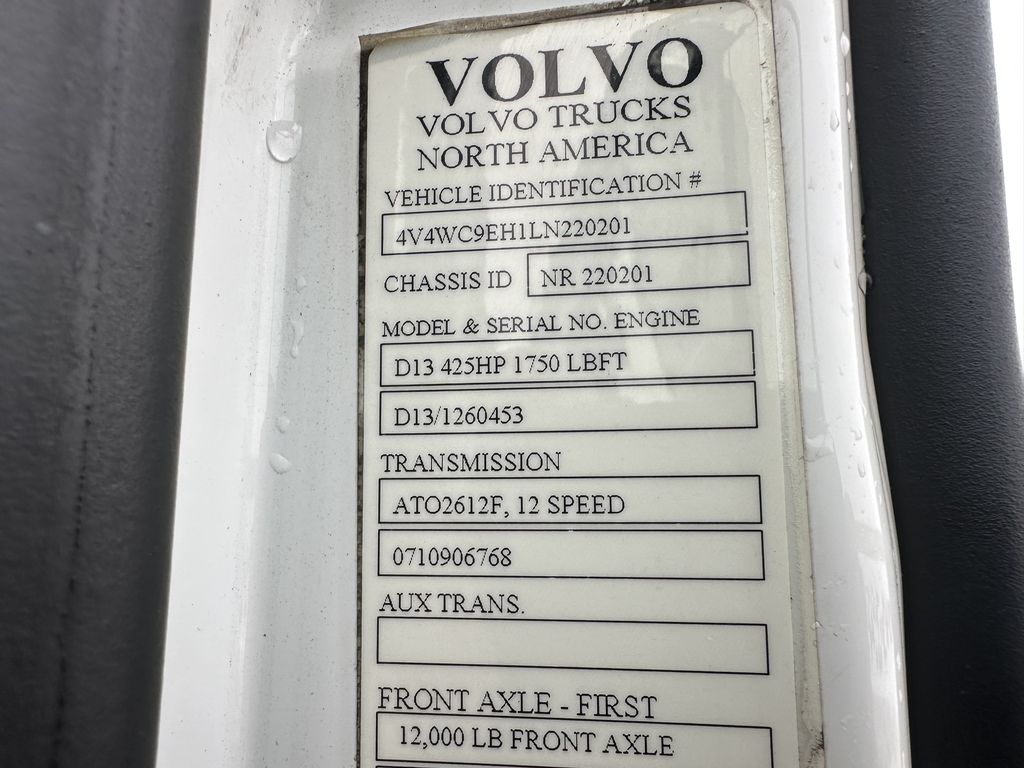 VOLVO
VOLVO TRUCKS
NORTH AMERICA
VEHICLE IDENTIFICATION #
4V4WC9EH1LN220201
CHASSIS ID NR 220201
MODEL & SERIAL NO. ENGINE
D13 425HP 1750 LBFT
D13/1260453
TRANSMISSION
ATO2612F, 12 SPEED
0710906768
AUX TRANS.
FRONT AXLE - FIRST
12,000 LB FRONT AXLE